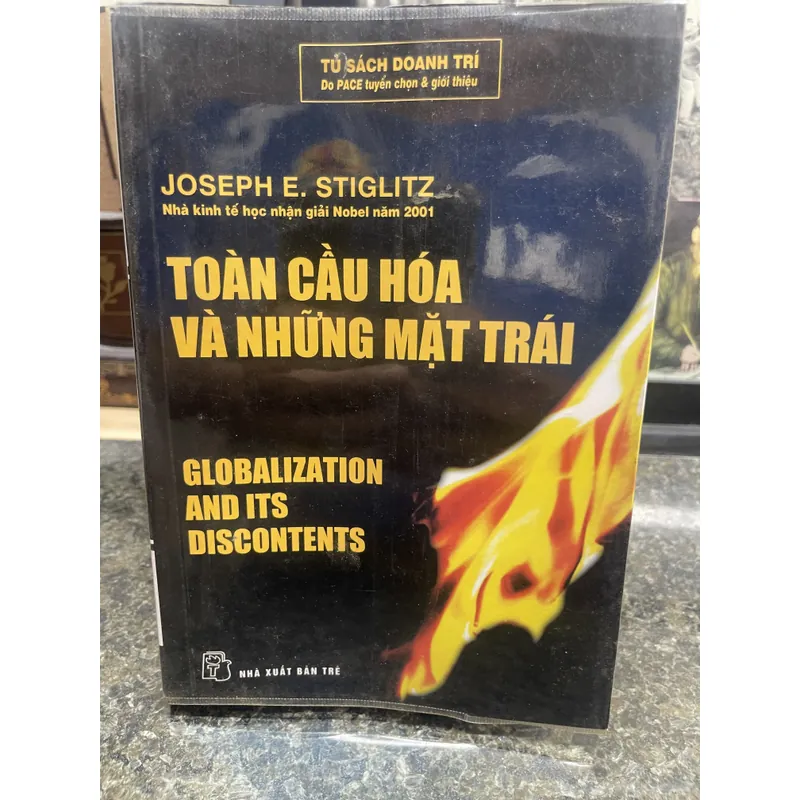 TỦ SÁCH DOANH TRÍ
Do PACE tuyển chọn & giới thiệu
JOSEPH E. STIGLITZ
Nhà kinh tế học nhận giải Nobel năm 2001
TOÀN CẦU HÓA
VÀ NHỮNG MẶT TRÁI
GLOBALIZATION
AND ITS
DISCONTENTS
NHÀ XUẤT BẢN TRẺ